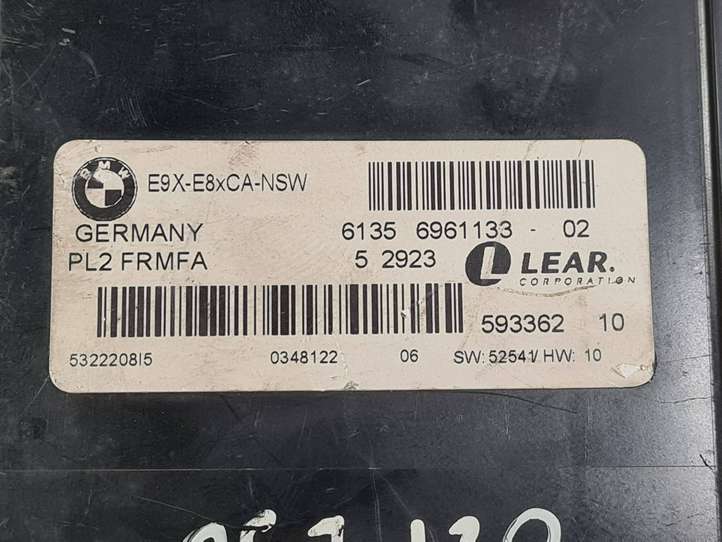 BMW E9X-E8xCA-NSW
GERMANY 6135 6961133 - 02
PL2 FRMFA 5 2923 L LEAR.
CORPORATION
593362 10
5322208I5 0348122 06 SW: 52541/ HW: 10